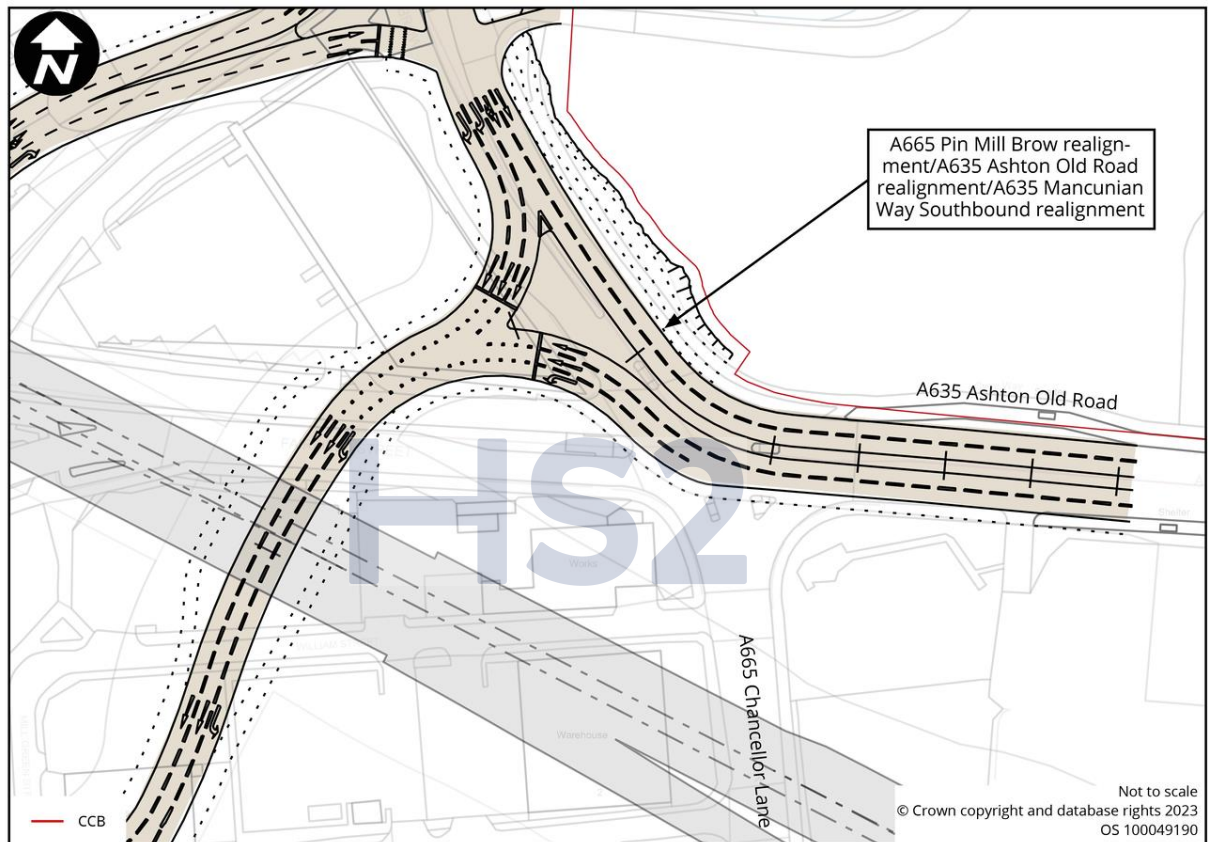 N
A665 Pin Mill Brow realign-
ment/A635 Ashton Old Road
realignment/A635 Mancunian
Way Southbound realignment
A635 Ashton Old Road
HS2
Shelter
Works
A665 Chancellor Lane
Warehouse
CCB
Not to scale
© Crown copyright and database rights 2023
OS 100049190